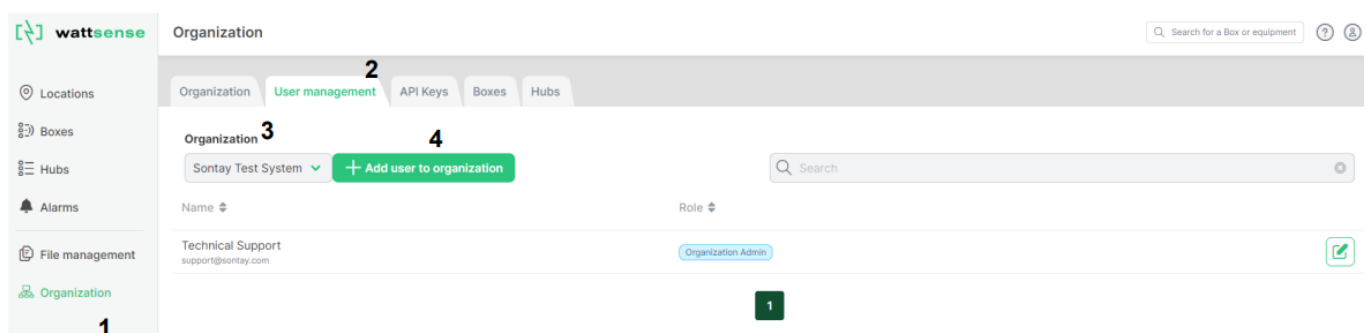 wattsense
Organization
Search for a Box or equipment
?
2
Locations
Organization
User management
API Keys
Boxes
Hubs
Boxes
Organization 3
4
Hubs
Sontay Test System
+ Add user to organization
Search
Alarms
Name
Role
File management
Technical Support
support@sontay.com
Organization Admin
Organization
1
1